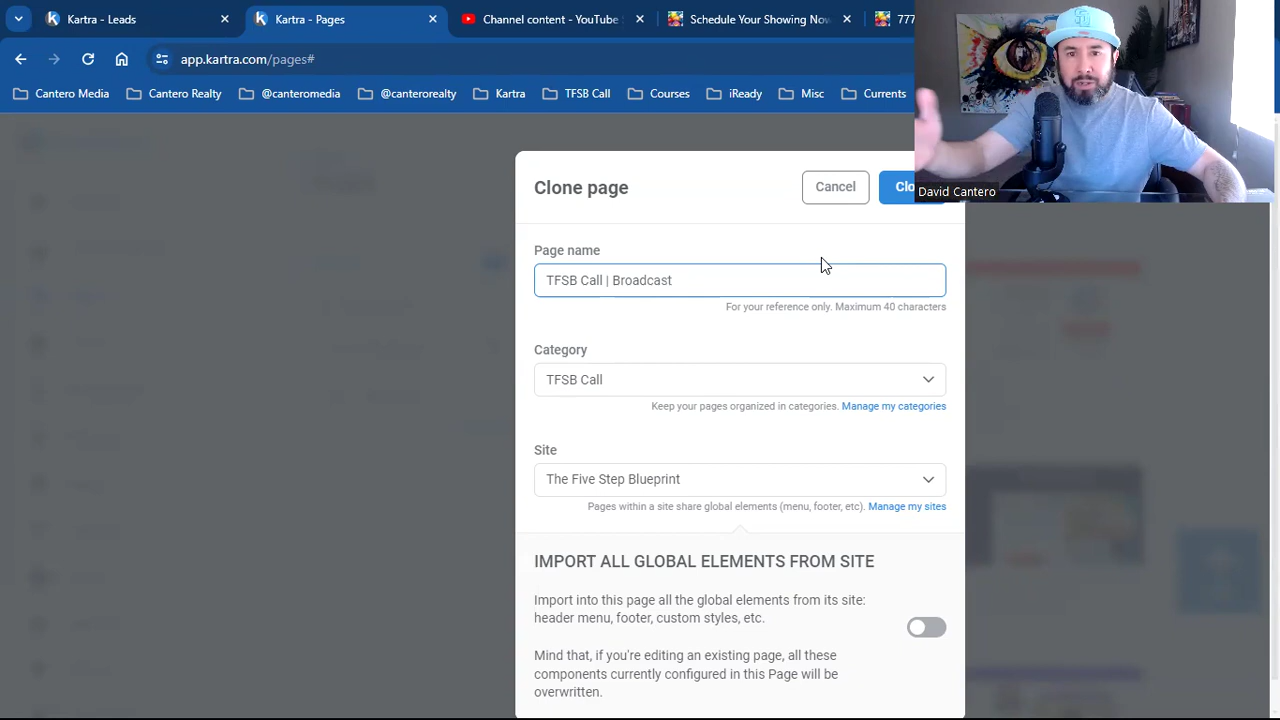 Kartra - Leads
Kartra - Pages
Channel content - YouTube
Schedule Your Showing Now
777
app.kartra.com/pages#
Cantero Media
Cantero Realty
@canteromedia
@canterorealty
Kartra
TFSB Call
Courses
iReady
Misc
Currents
David Cantero
Clone page
Cancel
Clo
Page name
TFSB Call | Broadcast
For your reference only. Maximum 40 characters
Category
TFSB Call
Keep your pages organized in categories. Manage my categories
Site
The Five Step Blueprint
Pages within a site share global elements (menu, footer, etc). Manage my sites
IMPORT ALL GLOBAL ELEMENTS FROM SITE
Import into this page all the global elements from its site:
header menu, footer, custom styles, etc.
Mind that, if you're editing an existing page, all these
components currently configured in this Page will be
overwritten.